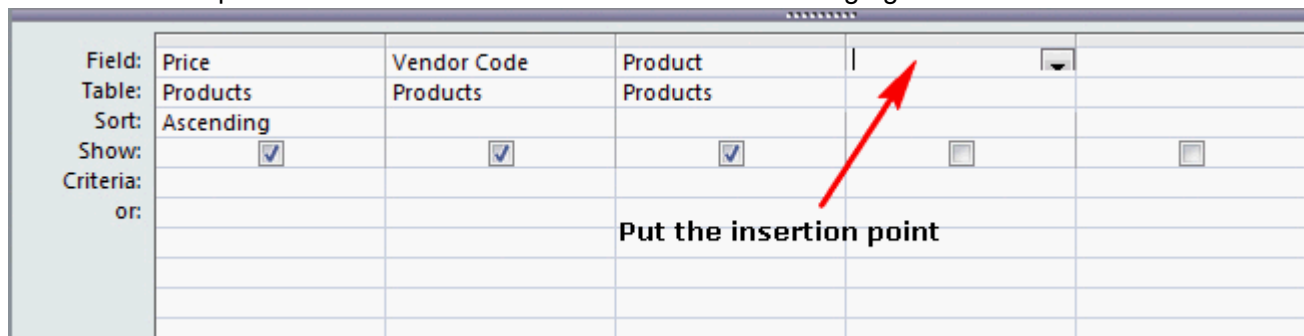 Field: Price Vendor Code Product
Table: Products Products Products
Sort: Ascending
Show:
Criteria:
or:
Put the insertion point